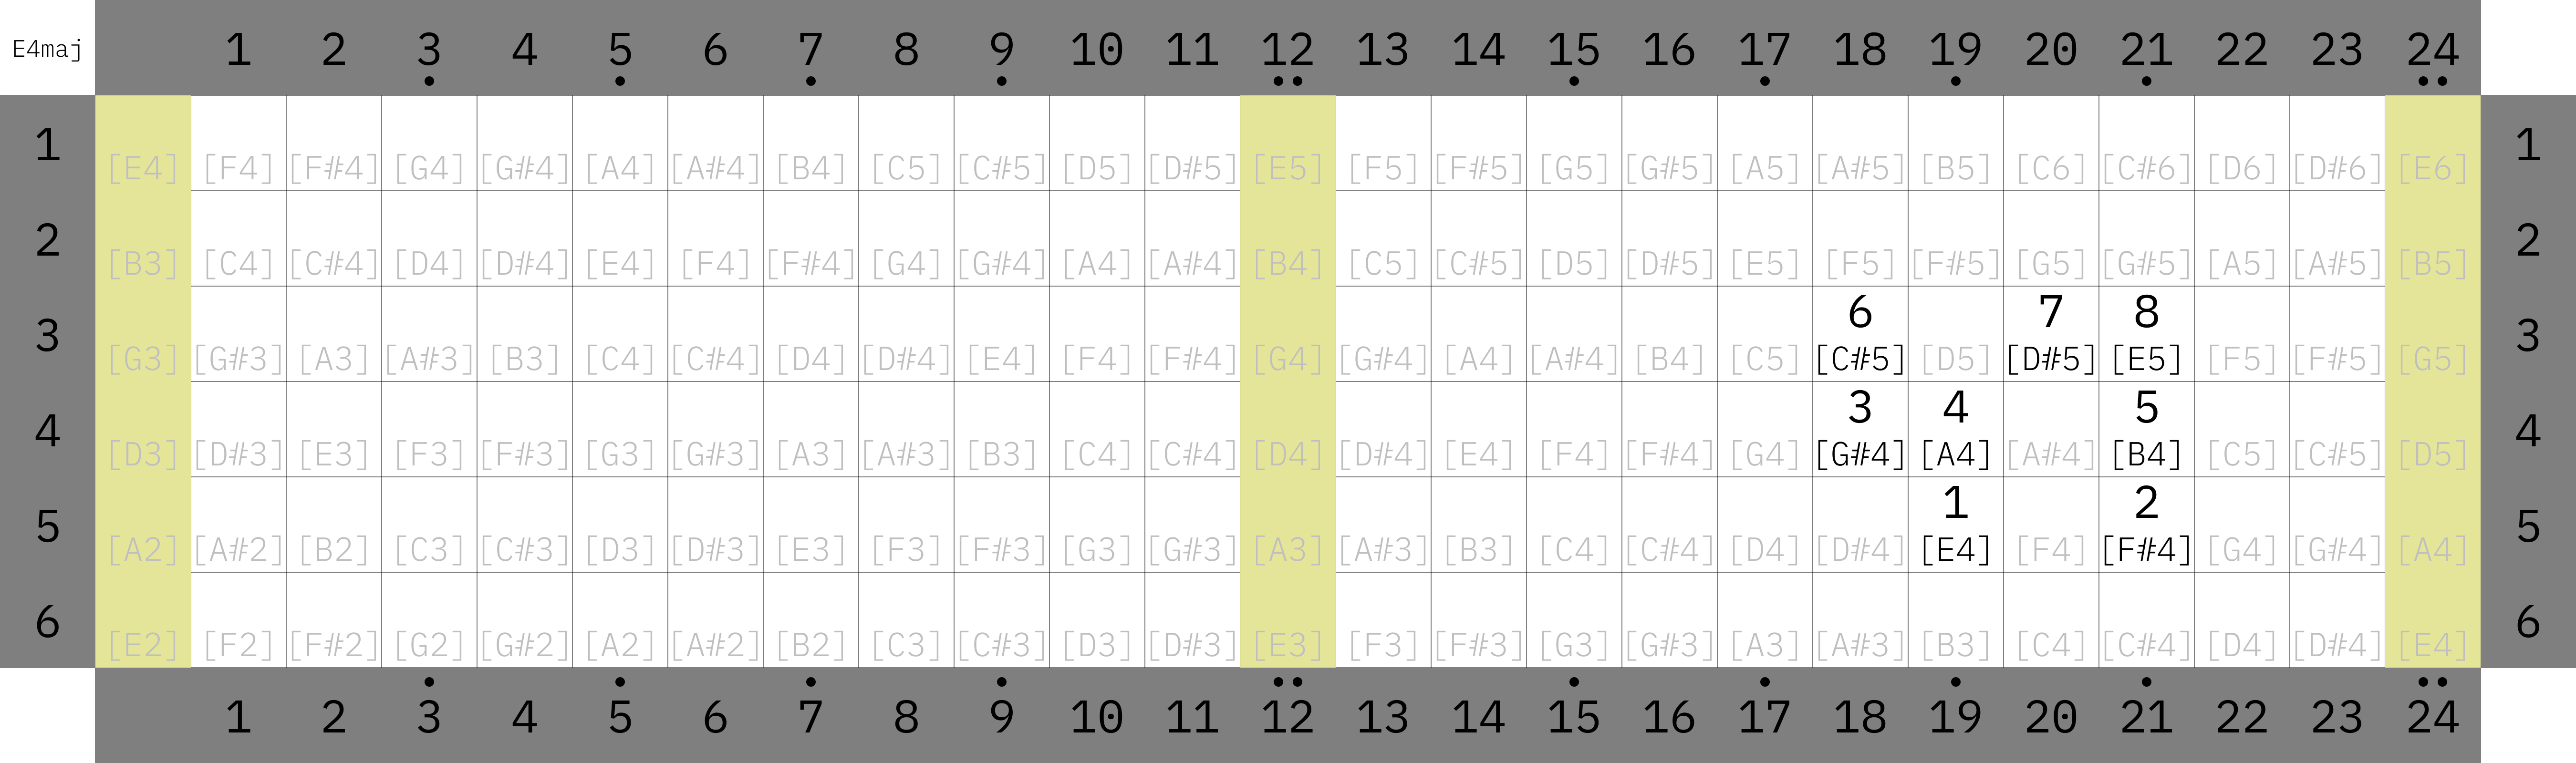 E4maj 1 2 3 4 5 6 7 8 9 10 11 12 13 14 15 16 17 18 19 20 21 22 23 24
1 [E4] [F4] [F#4] [G4] [G#4] [A4] [A#4] [B4] [C5] [C#5] [D5] [D#5] [E5] [F5] [F#5] [G5] [G#5] [A5] [A#5] [B5] [C6] [C#6] [D6] [D#6] [E6] 1
2 [B3] [C4] [C#4] [D4] [D#4] [E4] [F4] [F#4] [G4] [G#4] [A4] [A#4] [B4] [C5] [C#5] [D5] [D#5] [E5] [F5] [F#5] [G5] [G#5] [A5] [A#5] [B5] 2
6 7 8
3 [G3] [G#3] [A3] [A#3] [B3] [C4] [C#4] [D4] [D#4] [E4] [F4] [F#4] [G4] [G#4] [A4] [A#4] [B4] [C5] [C#5] [D5] [D#5] [E5] [F5] [F#5] [G5] 3
3 4 5
4 [D3] [D#3] [E3] [F3] [F#3] [G3] [G#3] [A3] [A#3] [B3] [C4] [C#4] [D4] [D#4] [E4] [F4] [F#4] [G4] [G#4] [A4] [A#4] [B4] [C5] [C#5] [D5] 4
1 2
5 [A2] [A#2] [B2] [C3] [C#3] [D3] [D#3] [E3] [F3] [F#3] [G3] [G#3] [A3] [A#3] [B3] [C4] [C#4] [D4] [D#4] [E4] [F4] [F#4] [G4] [G#4] [A4] 5
6 [E2] [F2] [F#2] [G2] [G#2] [A2] [A#2] [B2] [C3] [C#3] [D3] [D#3] [E3] [F3] [F#3] [G3] [G#3] [A3] [A#3] [B3] [C4] [C#4] [D4] [D#4] [E4] 6
1 2 3 4 5 6 7 8 9 10 11 12 13 14 15 16 17 18 19 20 21 22 23 24